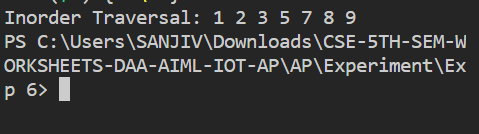 Inorder Traversal: 1 2 3 5 7 8 9
PS C:\Users\SANJIV\Downloads\CSE-5TH-SEM-W
ORKSHEETS-DAA-AIML-IOT-AP\AP\Experiment\Ex
p 6>